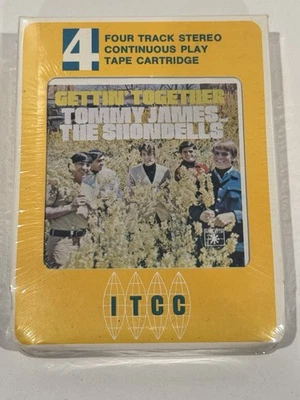 4
FOUR TRACK STEREO
CONTINUOUS PLAY
TAPE CARTRIDGE
GETTIN' TOGETHER
TOMMY JAMES
THE SHONDELLS
ITCC